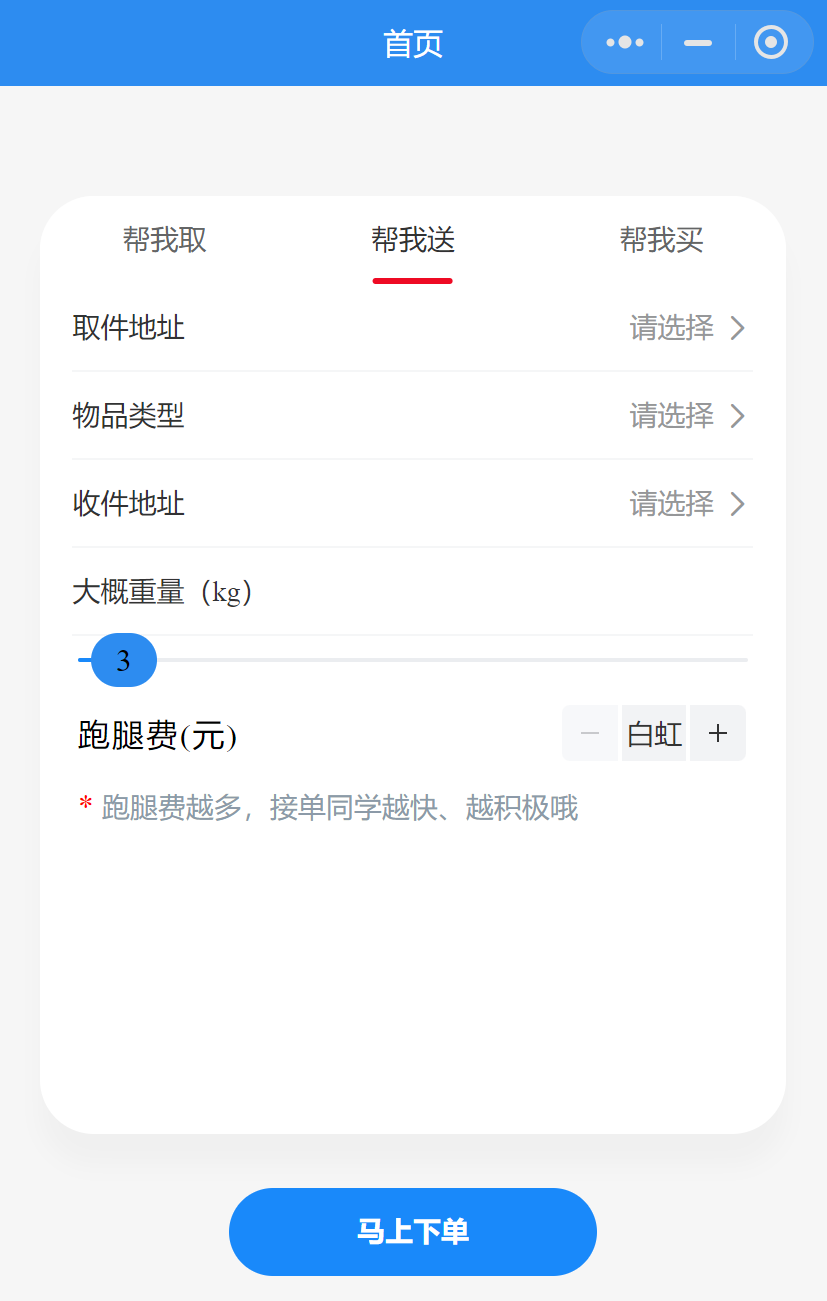 首页
帮我取 帮我送 帮我买
取件地址 请选择
物品类型 请选择
收件地址 请选择
大概重量（kg）
3
跑腿费(元) 白虹
* 跑腿费越多，接单同学越快、越积极哦
马上下单